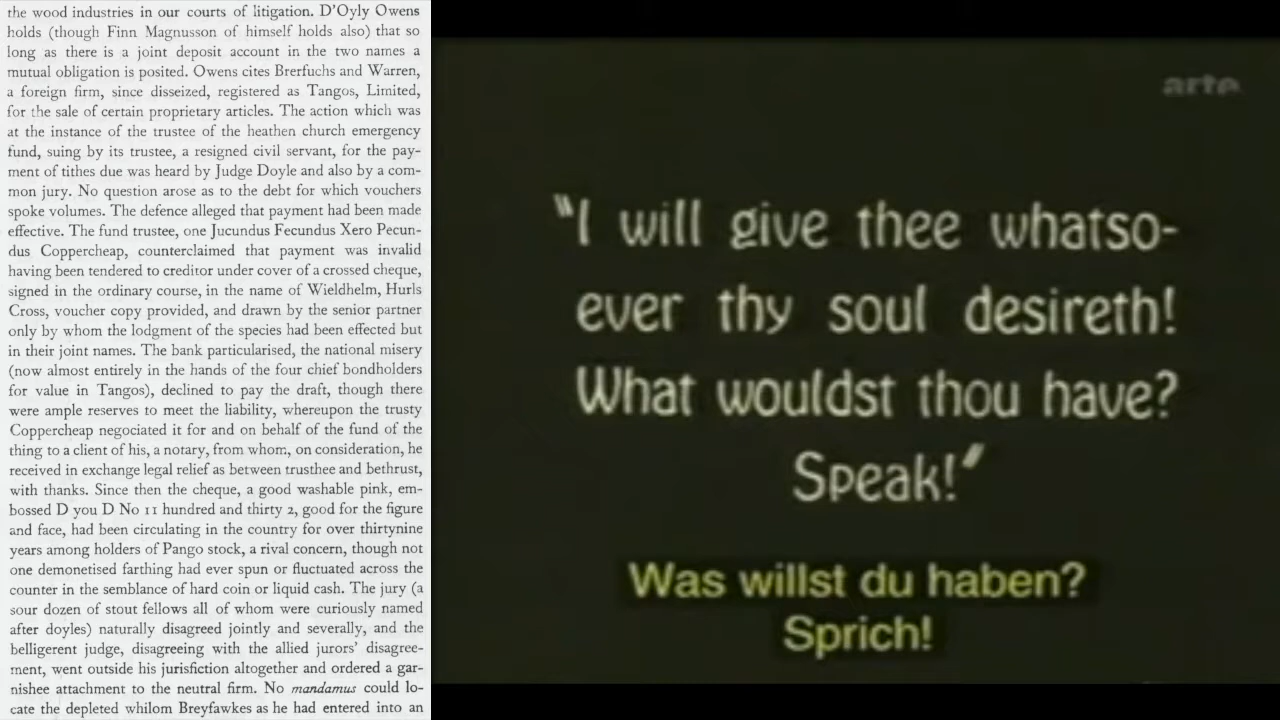 the wood industries in our courts of litigation. D’Oyly Owens
holds (though Finn Magnusson of himself holds also) that so
long as there is a joint deposit account in the two names a
mutual obligation is posited. Owens cites Brerfuchs and Warren,
a foreign firm, since disseized, registered as Tangos, Limited,
for the sale of certain proprietary articles. The action which was
at the instance of the trustee of the heathen church emergency
fund, suing by its trustee, a resigned civil servant, for the pay-
ment of tithes due was heard by Judge Doyle and also by a com-
mon jury. No question arose as to the debt for which vouchers
spoke volumes. The defence alleged that payment had been made
effective. The fund trustee, one Jucundus Fecundus Xero Pecun-
dus Coppercheap, counterclaimed that payment was invalid
having been tendered to creditor under cover of a crossed cheque,
signed in the ordinary course, in the name of Wieldhelm, Hurls
Cross, voucher copy provided, and drawn by the senior partner
only by whom the lodgment of the species had been effected but
in their joint names. The bank particularised, the national misery
(now almost entirely in the hands of the four chief bondholders
for value in Tangos), declined to pay the draft, though there
were ample reserves to meet the liability, whereupon the trusty
Coppercheap negociated it for and on behalf of the fund of the
thing to a client of his, a notary, from whom, on consideration, he
received in exchange legal relief as between trusthee and bethrust,
with thanks. Since then the cheque, a good washable pink, em-
bossed D you D No 11 hundred and thirty 2, good for the figure
and face, had been circulating in the country for over thirtynine
years among holders of Pango stock, a rival concern, though not
one demonetised farthing had ever spun or fluctuated across the
counter in the semblance of hard coin or liquid cash. The jury (a
sour dozen of stout fellows all of whom were curiously named
after doyles) naturally disagreed jointly and severally, and the
belligerent judge, disagreeing with the allied jurors’ disagree-
ment, went outside his jurisfiction altogether and ordered a gar-
nishee attachment to the neutral firm. No mandamus could lo-
cate the depleted whilom Breyfawkes as he had entered into an
arte
"I will give thee whatso-
ever thy soul desireth!
What wouldst thou have?
Speak!"
Was willst du haben?
Sprich!